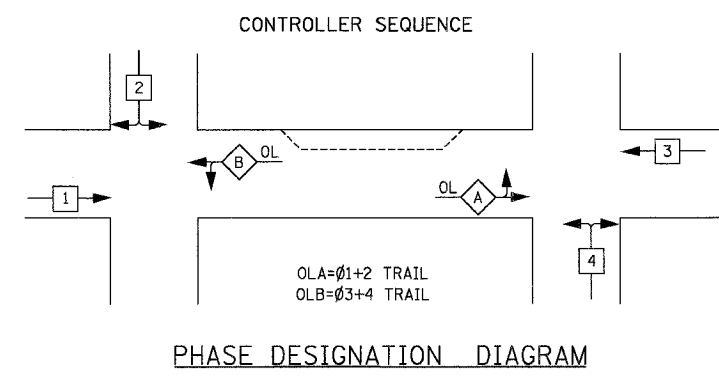 CONTROLLER SEQUENCE
2
B OL
3
1
OL A
4
OLA=Ø1+2 TRAIL
OLB=Ø3+4 TRAIL
PHASE DESIGNATION DIAGRAM